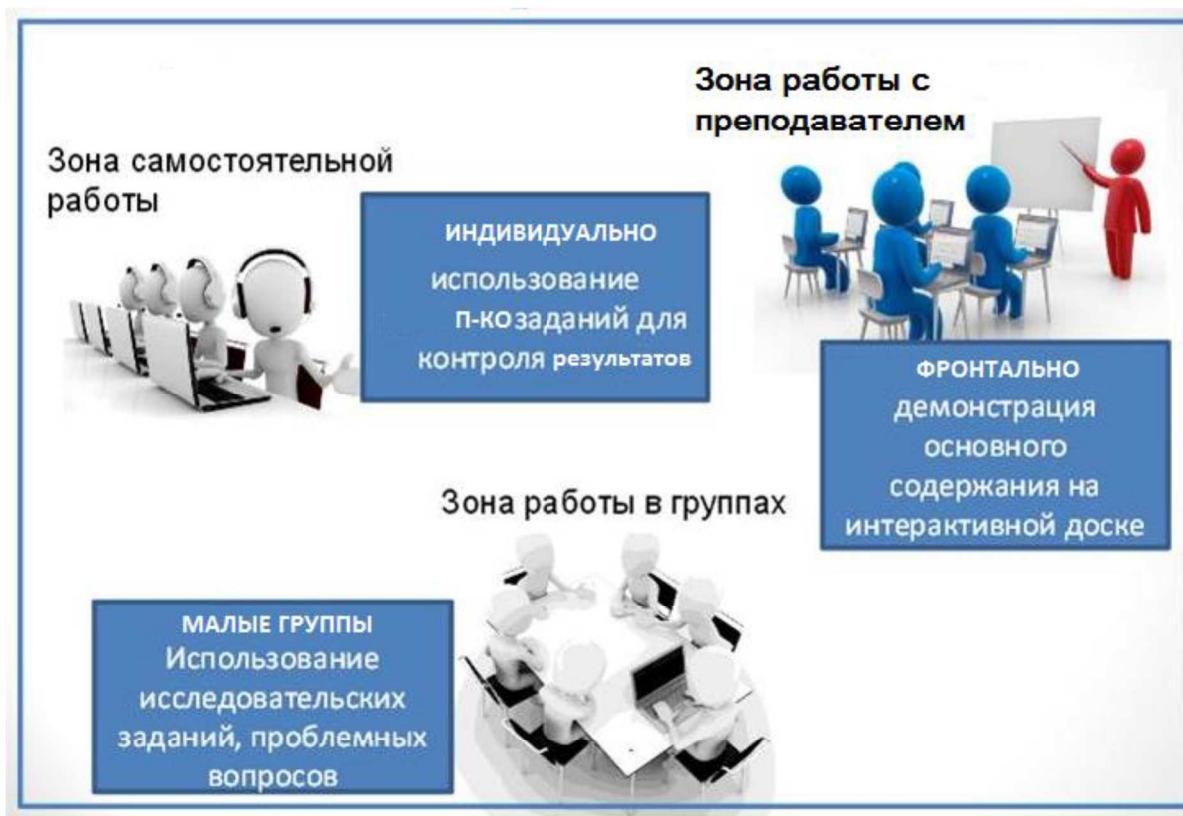 Зона самостоятельной
работы
ИНДИВИДУАЛЬНО
использование
П-КО заданий для
контроля результатов
Зона работы с
преподавателем
ФРОНТАЛЬНО
демонстрация
основного
содержания на
интерактивной доске
Зона работы в группах
МАЛЫЕ ГРУППЫ
Использование
исследовательских
заданий, проблемных
вопросов